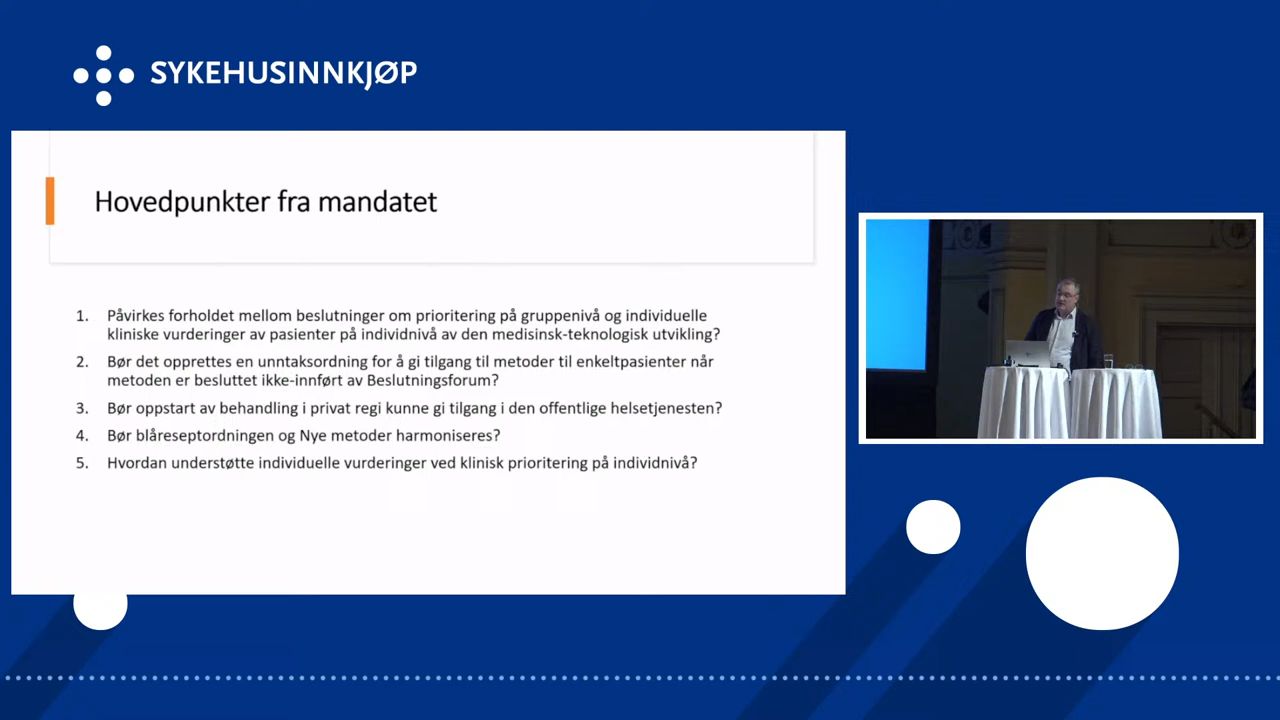 SYKEHUSINNKJØP
Hovedpunkter fra mandatet
1. Påvirkes forholdet mellom beslutninger om prioritering på gruppenivå og individuelle
kliniske vurderinger av pasienter på individnivå av den medisinsk-teknologisk utvikling?
2. Bør det opprettes en unntaksordning for å gi tilgang til metoder til enkeltpasienter når
metoden er besluttet ikke-innført av Beslutningsforum?
3. Bør oppstart av behandling i privat regi kunne gi tilgang i den offentlige helsetjenesten?
4. Bør blåreseptordningen og Nye metoder harmoniseres?
5. Hvordan understøtte individuelle vurderinger ved klinisk prioritering på individnivå?